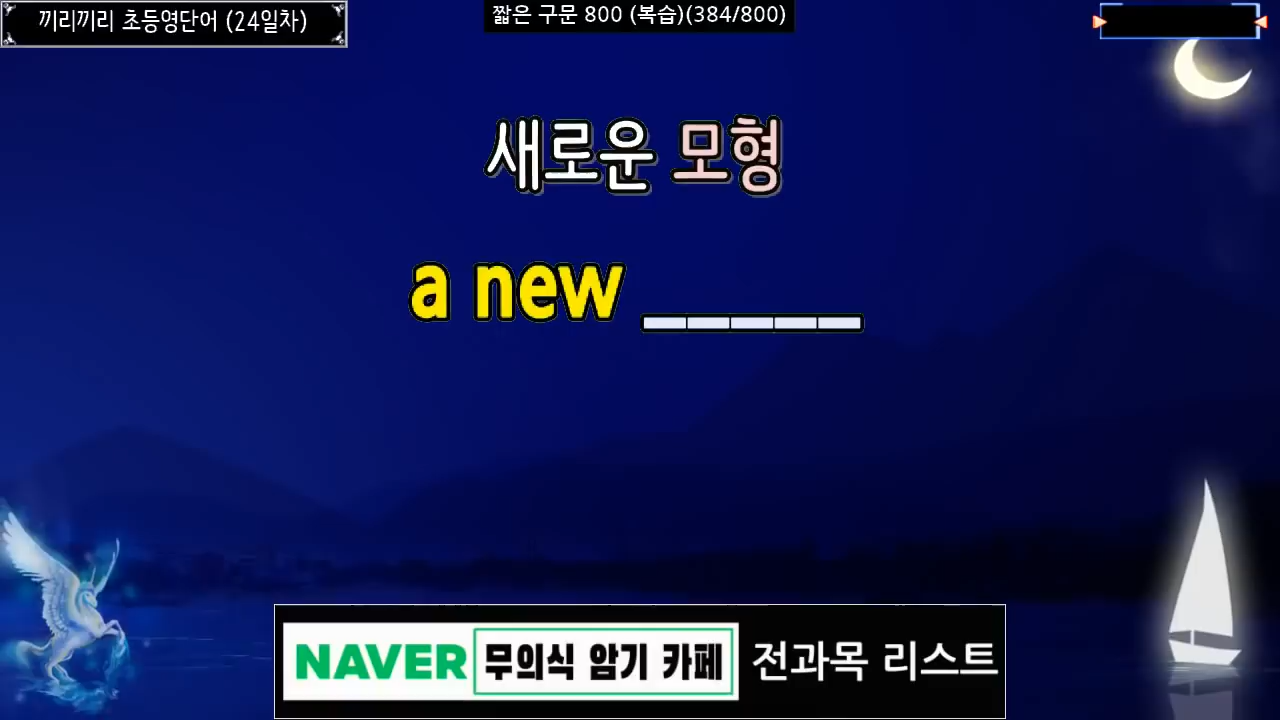 끼리끼리 초등영단어 (24일차)
짧은 구문 800 (복습)(384/800)
새로운 모형
a new _____
NAVER 무의식 암기 카페 전과목 리스트